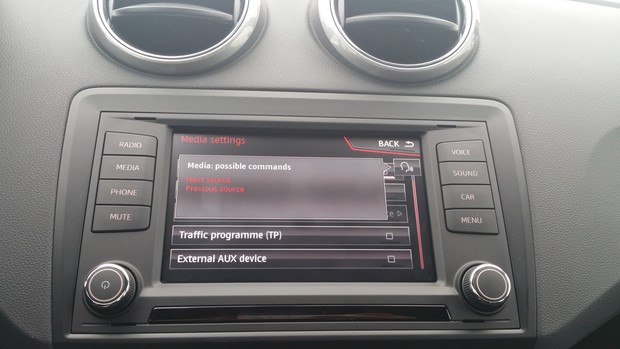 RADIO
MEDIA
PHONE
MUTE
Media settings
BACK
Media: possible commands
Next source
Previous source
Traffic programme (TP)
External AUX device
VOICE
SOUND
CAR
MENU